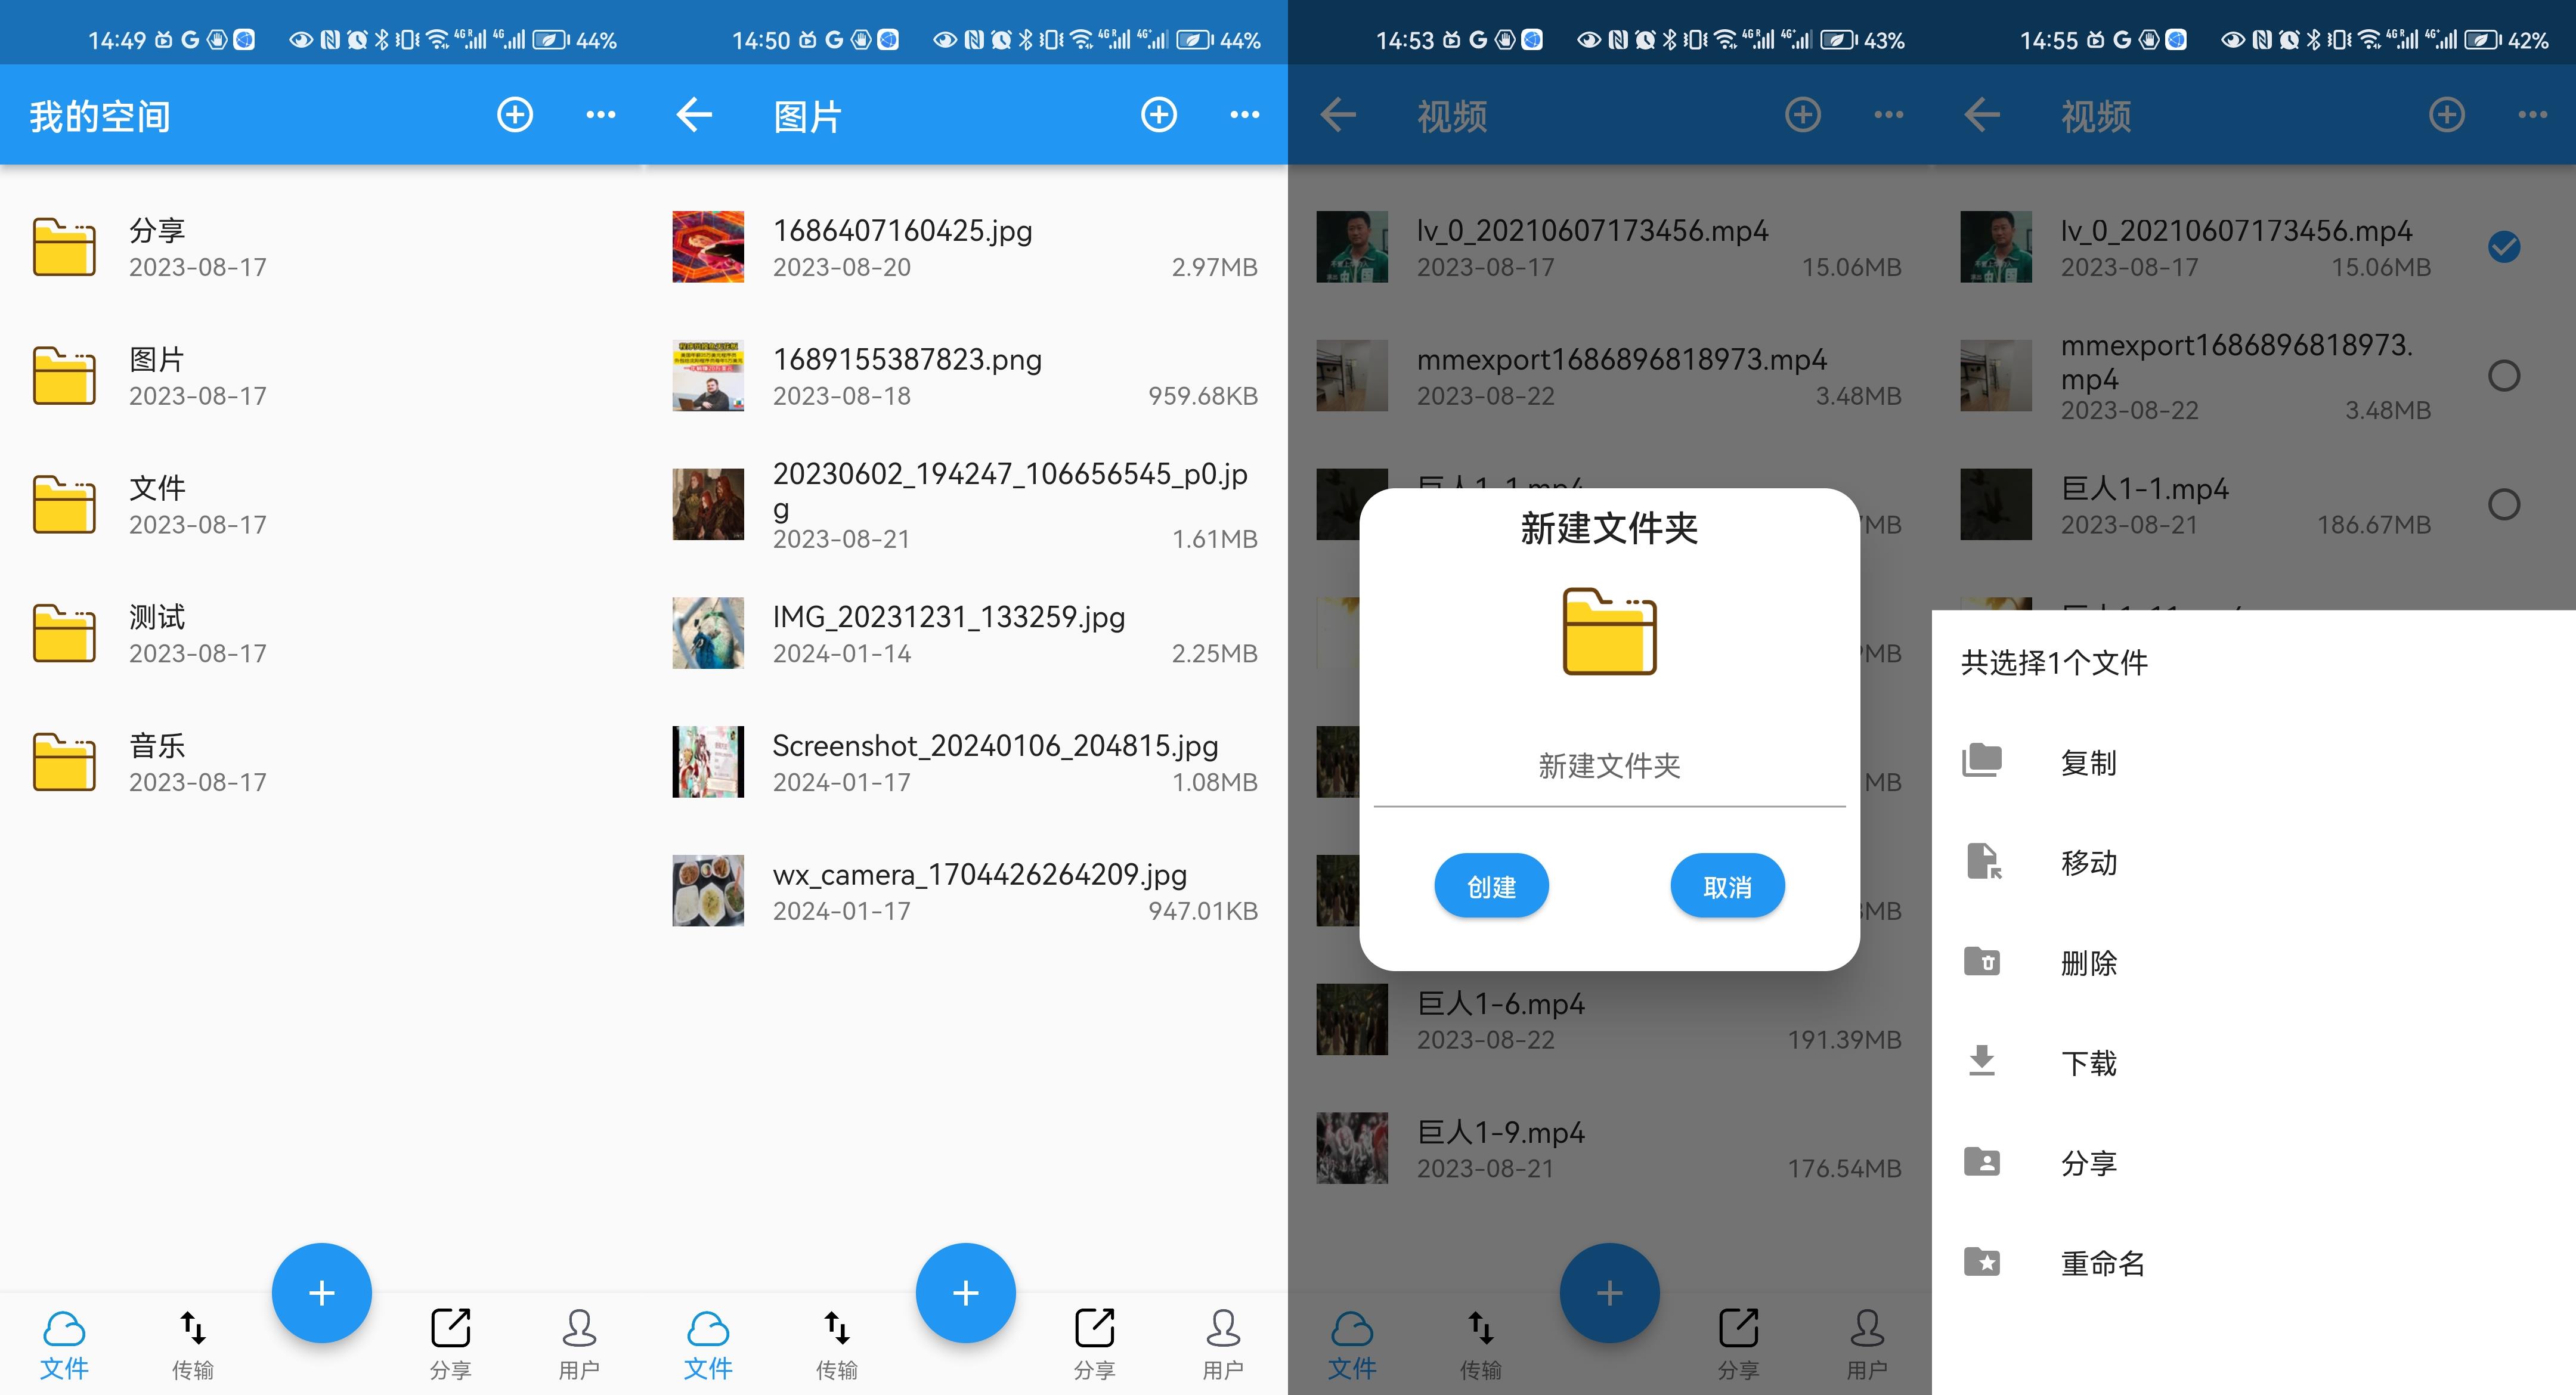 14:49 44%
我的空间
分享
2023-08-17
图片
2023-08-17
文件
2023-08-17
测试
2023-08-17
音乐
2023-08-17
文件 传输 分享 用户
14:50 44%
图片
1686407160425.jpg
2023-08-20 2.97MB
1689155387823.png
2023-08-18 959.68KB
20230602_194247_106656545_p0.jp
g
2023-08-21 1.61MB
IMG_20231231_133259.jpg
2024-01-14 2.25MB
Screenshot_20240106_204815.jpg
2024-01-17 1.08MB
wx_camera_1704426264209.jpg
2024-01-17 947.01KB
文件 传输 分享 用户
14:53 43%
视频
lv_0_20210607173456.mp4
2023-08-17 15.06MB
mmexport1686896818973.mp4
2023-08-22 3.48MB
巨人1-1.mp4
MB
新建文件夹
MB
MB
新建文件夹
创建 取消
MB
巨人1-6.mp4
2023-08-22 191.39MB
巨人1-9.mp4
2023-08-21 176.54MB
文件 传输 分享 用户
14:55 42%
视频
lv_0_20210607173456.mp4
2023-08-17 15.06MB
mmexport1686896818973.
mp4
2023-08-22 3.48MB
巨人1-1.mp4
2023-08-21 186.67MB
共选择1个文件
复制
移动
删除
下载
分享
重命名